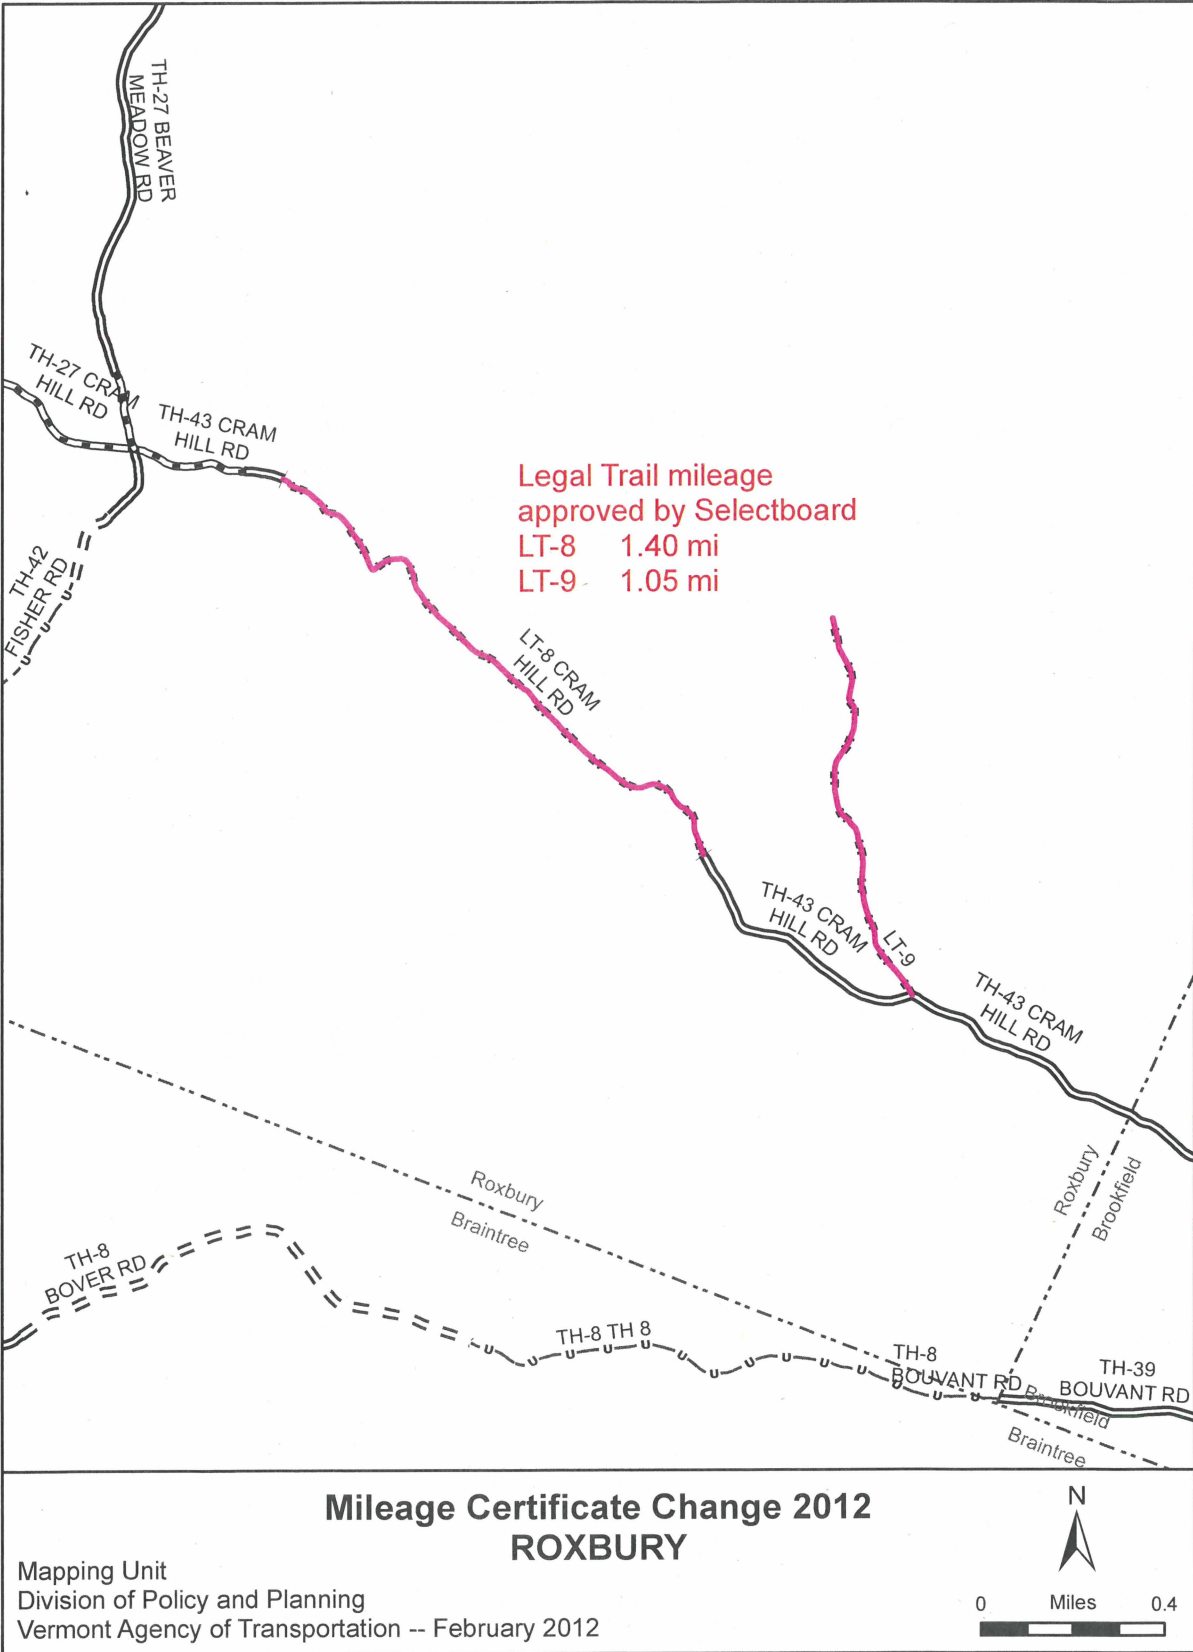 TH-27 BEAVER
MEADOW RD
TH-27 CRAM
HILL RD
TH-43 CRAM
HILL RD
Legal Trail mileage
approved by Selectboard
LT-8 1.40 mi
LT-9 1.05 mi
TH-42
FISHER RD
LT-8 CRAM
HILL RD
TH-43 CRAM
HILL RD
LT-9
TH-43 CRAM
HILL RD
Roxbury
Braintree
Roxbury
Brookfield
TH-8
BOVER RD
TH-8 TH 8
TH-8
BOUVANT RD
TH-39
BOUVANT RD
Brookfield
Braintree
Mileage Certificate Change 2012
ROXBURY
N
Mapping Unit
Division of Policy and Planning
Vermont Agency of Transportation -- February 2012
0 Miles 0.4